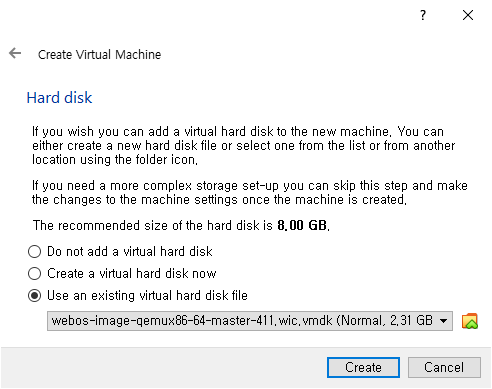 ?
Create Virtual Machine
Hard disk
If you wish you can add a virtual hard disk to the new machine. You can
either create a new hard disk file or select one from the list or from another
location using the folder icon.
If you need a more complex storage set-up you can skip this step and make
the changes to the machine settings once the machine is created.
The recommended size of the hard disk is 8.00 GB.
Do not add a virtual hard disk
Create a virtual hard disk now
Use an existing virtual hard disk file
webos-image-qemux86-64-master-411.wic.vmdk (Normal, 2.31 GB
Create
Cancel